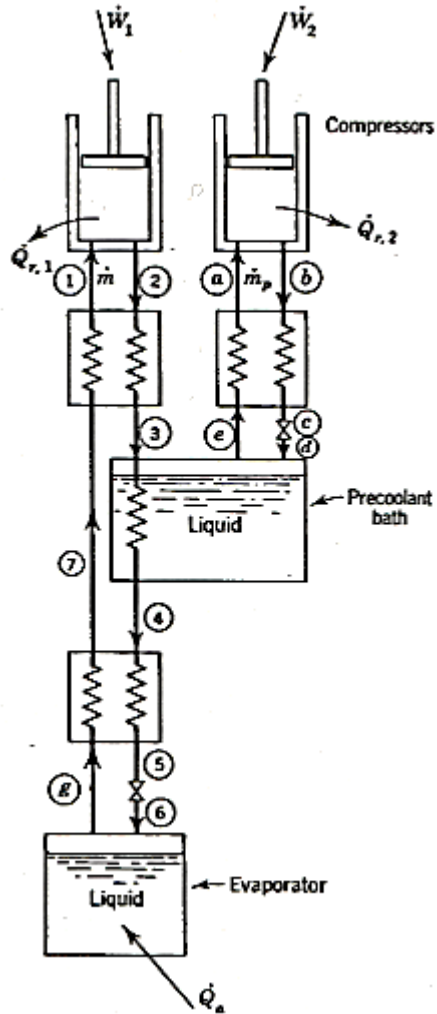 Ẇ₁
Ẇ₂
Compressors
Q̇r,1
Q̇r,2
1 ṁ 2
a ṁp b
3
e
c
d
Liquid
Precoolant
bath
7
4
5
g
6
Liquid
Evaporator
Q̇a